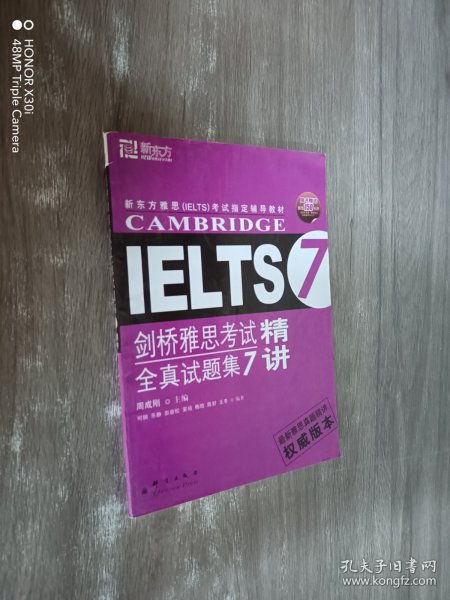 HONOR X30i
48MP Triple Camera
新东方
新东方雅思(IELTS)考试指定辅导教材
CAMBRIDGE
IELTS 7
剑桥雅思考试
全真试题集7
精讲
周成刚 ◎ 主编
最新雅思真题精讲
权威版本
群言出版社
孔夫子旧书网
www.kongfz.com